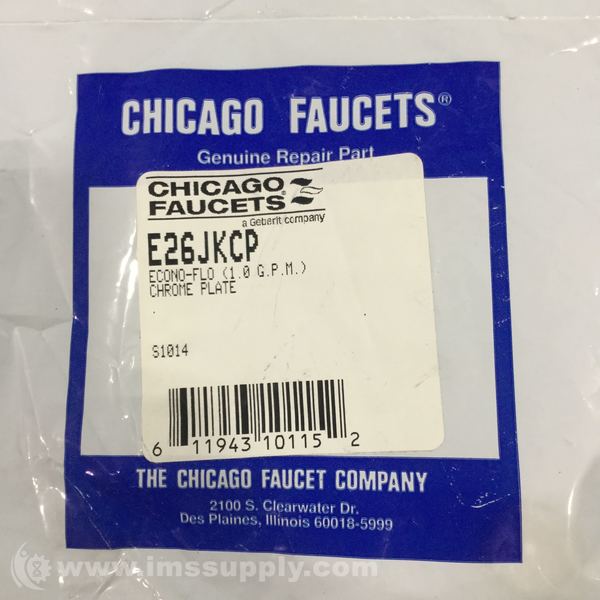 CHICAGO FAUCETS®
Genuine Repair Part
CHICAGO
FAUCETS®
a Geberit company
E26JKCP
ECONO-FLO (1.0 G.P.M.)
CHROME PLATE
S1014
6 11943 10115 2
THE CHICAGO FAUCET COMPANY
2100 S. Clearwater Dr.
Des Plaines, Illinois 60018-5999
www.imssupply.com